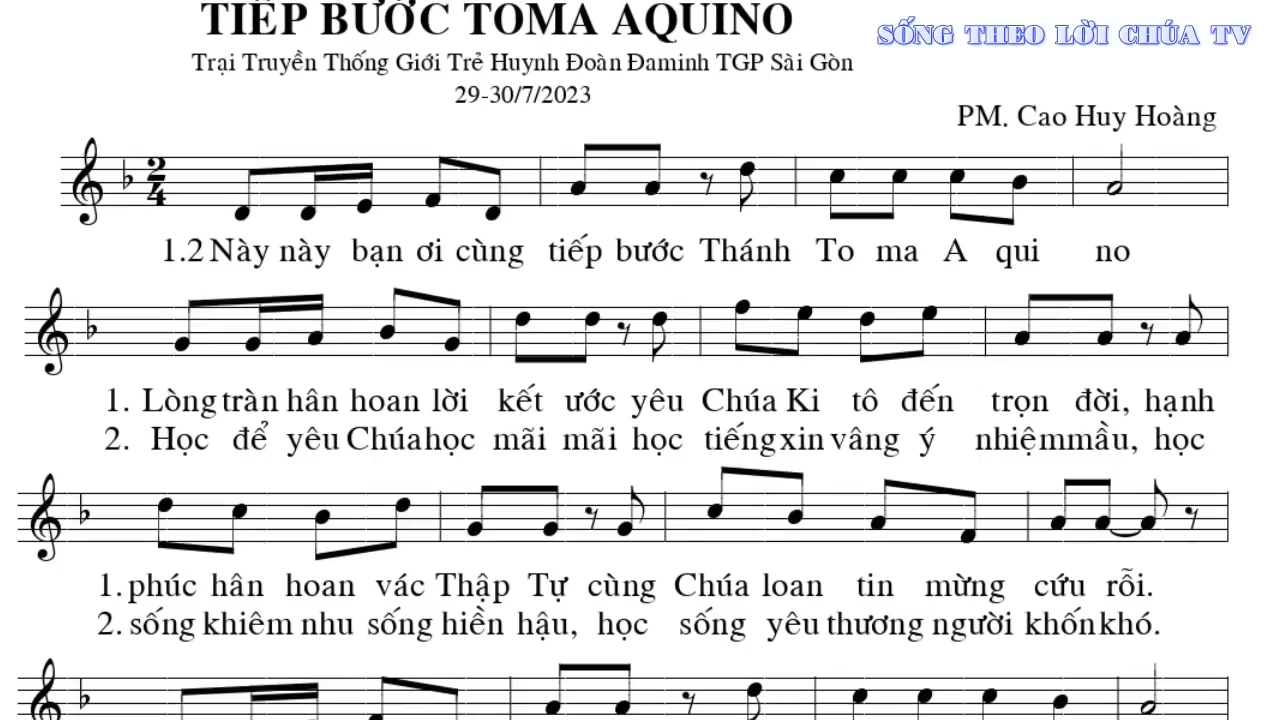 TIẾP BƯỚC TOMA AQUINO
SỐNG THEO LỜI CHÚA TV
Trại Truyền Thống Giới Trẻ Huynh Đoàn Đaminh TGP Sài Gòn
29-30/7/2023
PM. Cao Huy Hoàng
2
4
1.2 Này này bạn ơi cùng tiếp bước Thánh To ma A qui no
1. Lòng tràn hân hoan lời kết ước yêu Chúa Ki tô đến trọn đời, hạnh
2. Học để yêu Chúa học mãi mãi học tiếng xin vâng ý nhiệm mầu, học
1. phúc hân hoan vác Thập Tự cùng Chúa loan tin mừng cứu rỗi.
2. sống khiêm nhu sống hiền hậu, học sống yêu thương người khốn khó.